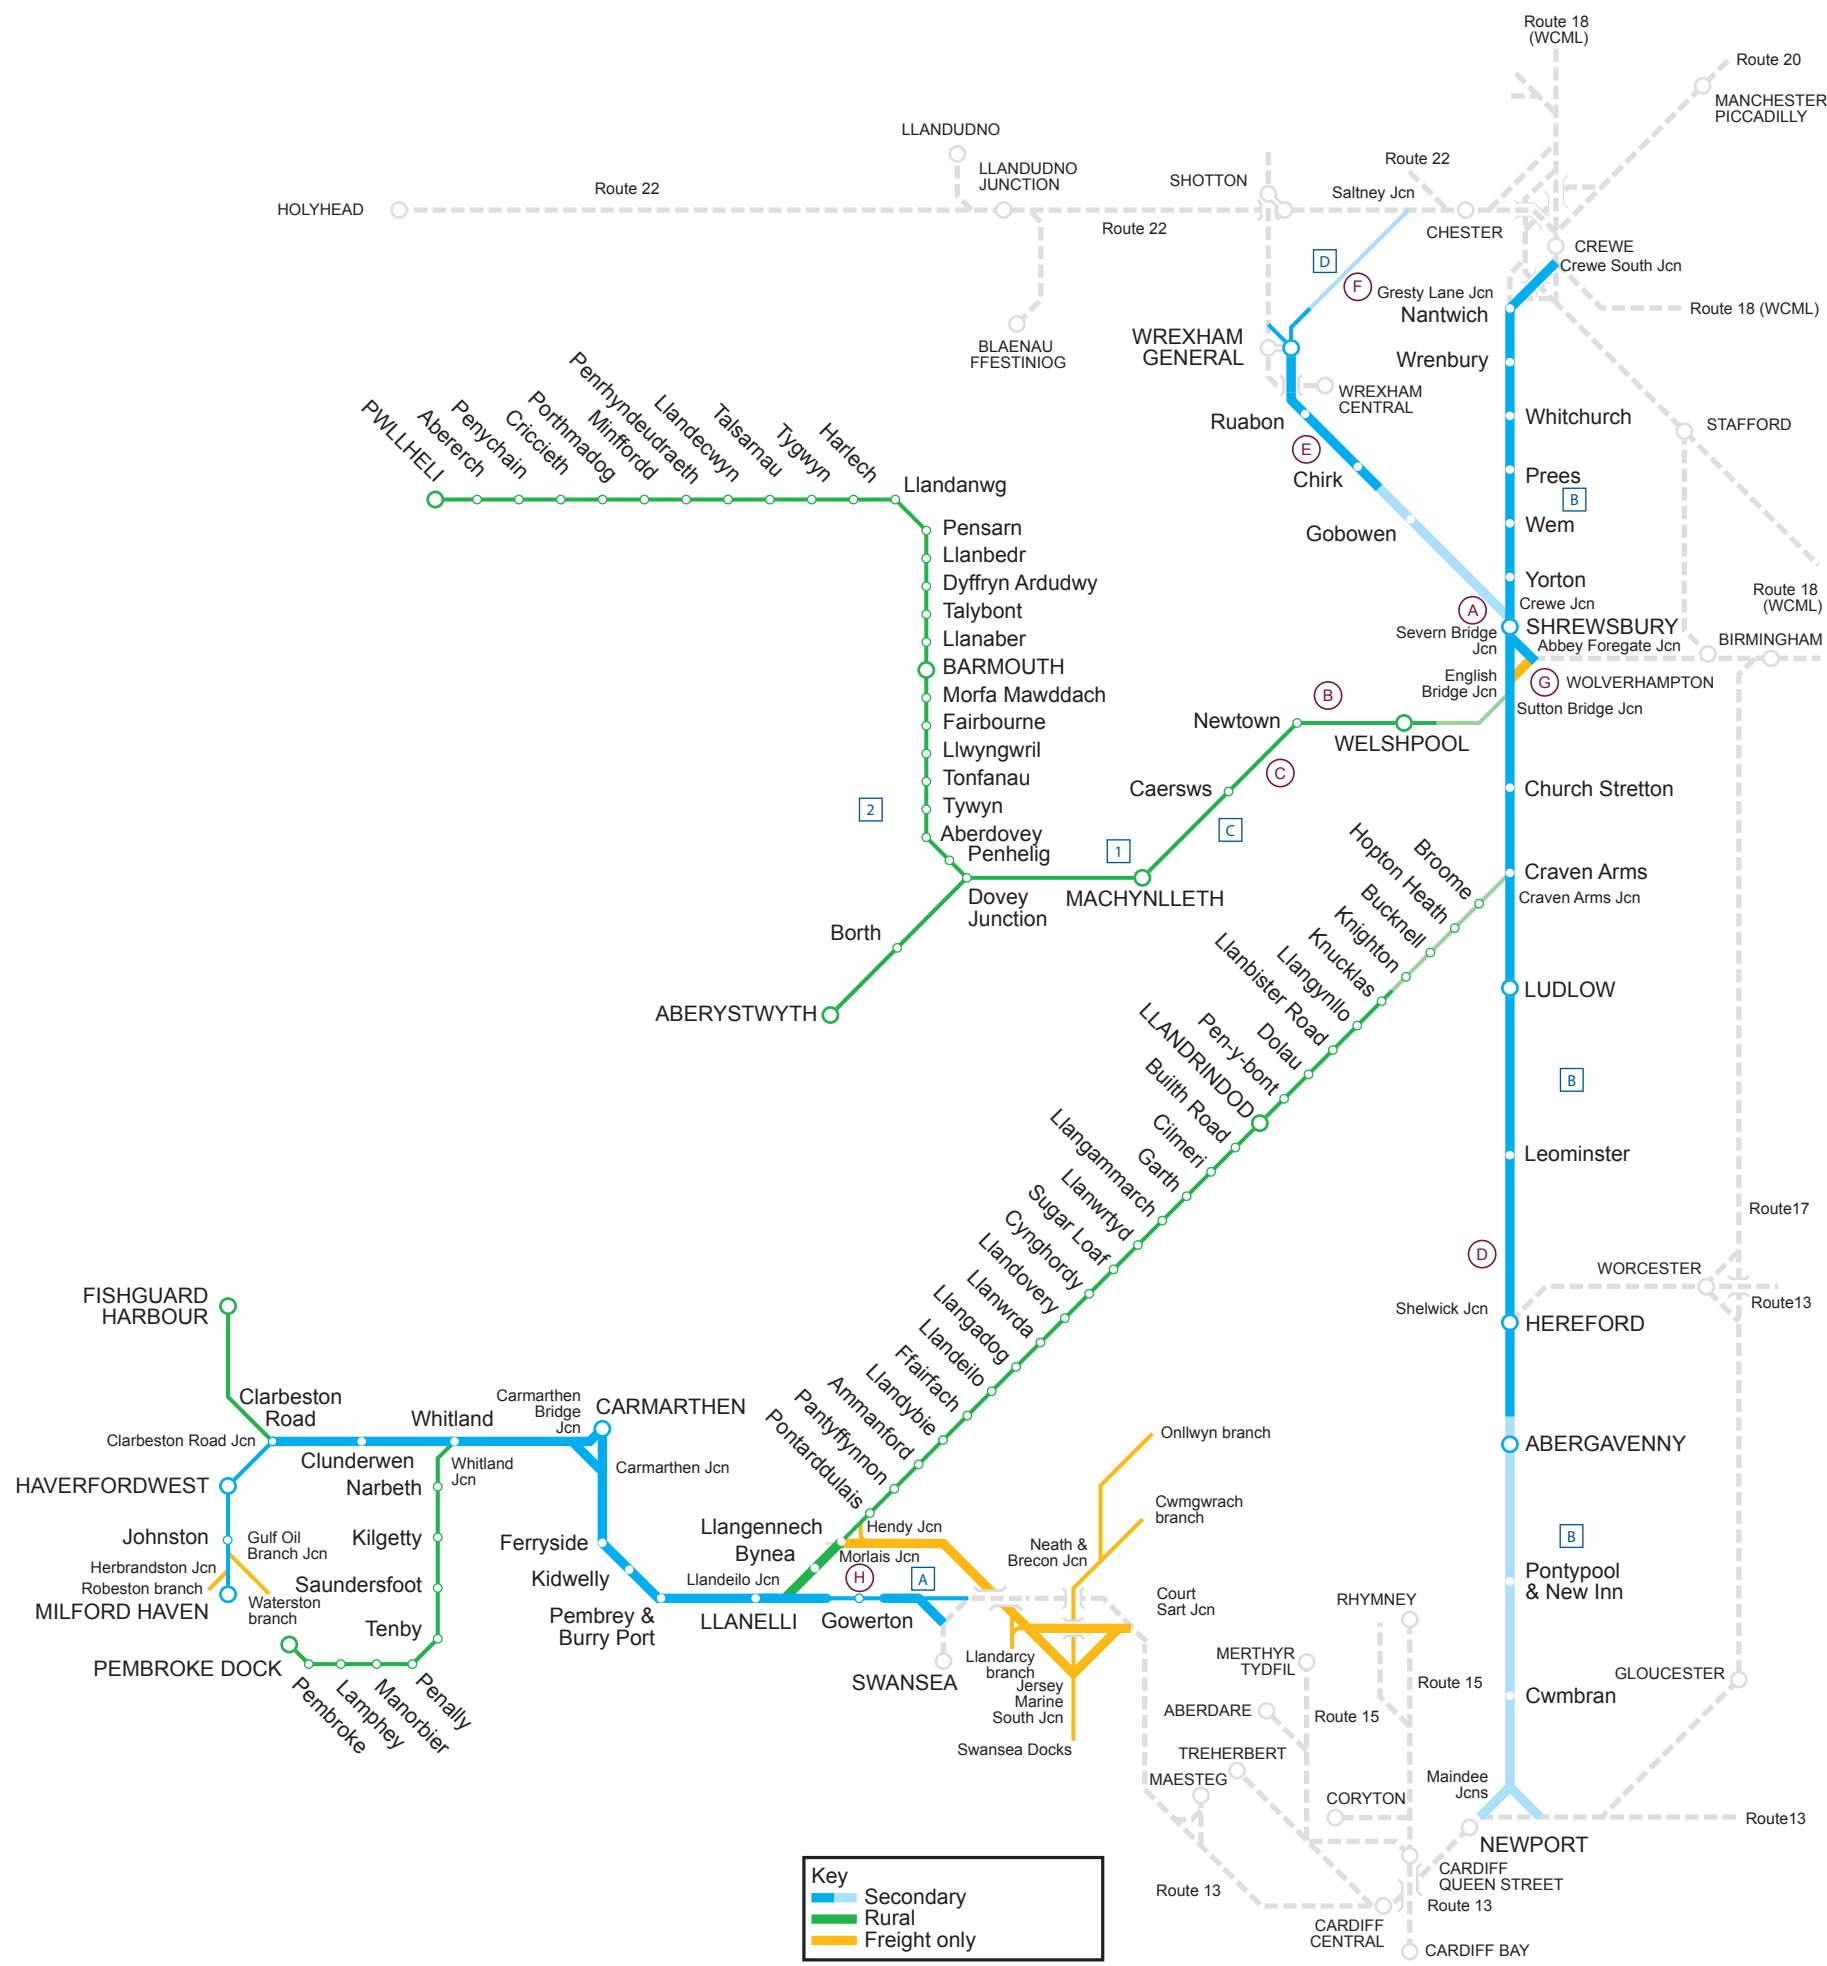 Route 18
(WCML)
Route 20
MANCHESTER
PICCADILLY
LLANDUDNO
LLANDUDNO
JUNCTION
Route 22
SHOTTON
Route 22
Saltney Jcn
HOLYHEAD
Route 22
CHESTER
CREWE
Crewe South Jcn
D
F
Gresty Lane Jcn
Nantwich
Route 18 (WCML)
BLAENAU
FFESTINIOG
WREXHAM
GENERAL
Wrenbury
WREXHAM
CENTRAL
Ruabon
Whitchurch
STAFFORD
E
Chirk
Prees
B
Wem
Gobowen
Yorton
Crewe Jcn
A
SHREWSBURY
Severn Bridge
Jcn
Abbey Foregate Jcn
Route 18
(WCML)
BIRMINGHAM
English
Bridge Jcn
G
WOLVERHAMPTON
Sutton Bridge Jcn
PWLLHELI
Abererch
Penychain
Criccieth
Porthmadog
Minffordd
Penrhyndeudraeth
Llandecwyn
Talsarnau
Tygwyn
Harlech
Llandanwg
Pensarn
Llanbedr
Dyffryn Ardudwy
Talybont
Llanaber
BARMOUTH
Morfa Mawddach
Fairbourne
Llwyngwril
Tonfanau
Tywyn
2
Aberdovey
Penhelig
Dovey
Junction
Borth
ABERYSTWYTH
1
MACHYNLLETH
C
Caersws
C
Newtown
B
WELSHPOOL
Church Stretton
Craven Arms
Craven Arms Jcn
LUDLOW
B
Leominster
D
Shelwick Jcn
HEREFORD
Route17
WORCESTER
Route13
Broome
Hopton Heath
Bucknell
Knighton
Knucklas
Llangynllo
Llanbister Road
Dolau
Pen-y-bont
LLANDRINDOD
Builth Road
Cilmeri
Garth
Llangammarch
Llanwrtyd
Sugar Loaf
Cynghordy
Llandovery
Llanwrda
Llangadog
Llandeilo
Ffairfach
Llandybie
Ammanford
Pantyffynnon
Pontarddulais
FISHGUARD
HARBOUR
Clarbeston
Road
Clarbeston Road Jcn
Clunderwen
Whitland
Whitland
Jcn
Carmarthen
Bridge
Jcn
CARMARTHEN
Carmarthen Jcn
HAVERFORDWEST
Johnston
Gulf Oil
Branch Jcn
Herbrandston Jcn
Robeston branch
MILFORD HAVEN
Waterston
branch
Narbeth
Kilgetty
Saundersfoot
Tenby
Penally
Manorbier
Lamphey
Pembroke
PEMBROKE DOCK
Ferryside
Kidwelly
Pembrey &
Burry Port
LLANELLI
Llandeilo Jcn
Bynea
Llangennech
Hendy Jcn
Morlais Jcn
H
A
Gowerton
SWANSEA
Onllwyn branch
Cwmgwrach
branch
Neath &
Brecon Jcn
Court
Sart Jcn
Llandarcy
branch
Jersey
Marine
South Jcn
Swansea Docks
ABERGAVENNY
B
Pontypool
& New Inn
Cwmbran
Maindee
Jcns
NEWPORT
Route13
GLOUCESTER
RHYMNEY
MERTHYR
TYDFIL
Route 15
ABERDARE
Route 15
TREHERBERT
MAESTEG
CORYTON
CARDIFF
QUEEN STREET
Route 13
Route 13
CARDIFF
CENTRAL
CARDIFF BAY
Key
Secondary
Rural
Freight only